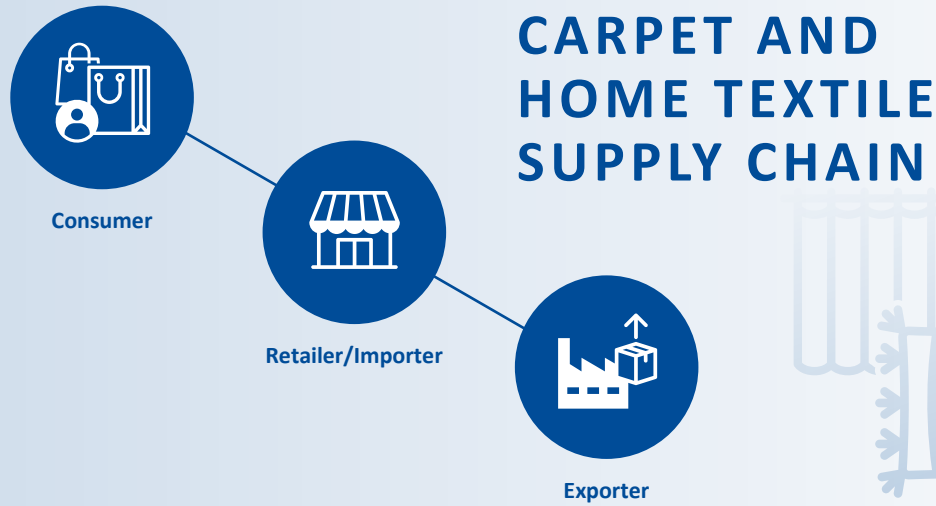 CARPET AND
HOME TEXTILE
SUPPLY CHAIN
Consumer
Retailer/Importer
Exporter